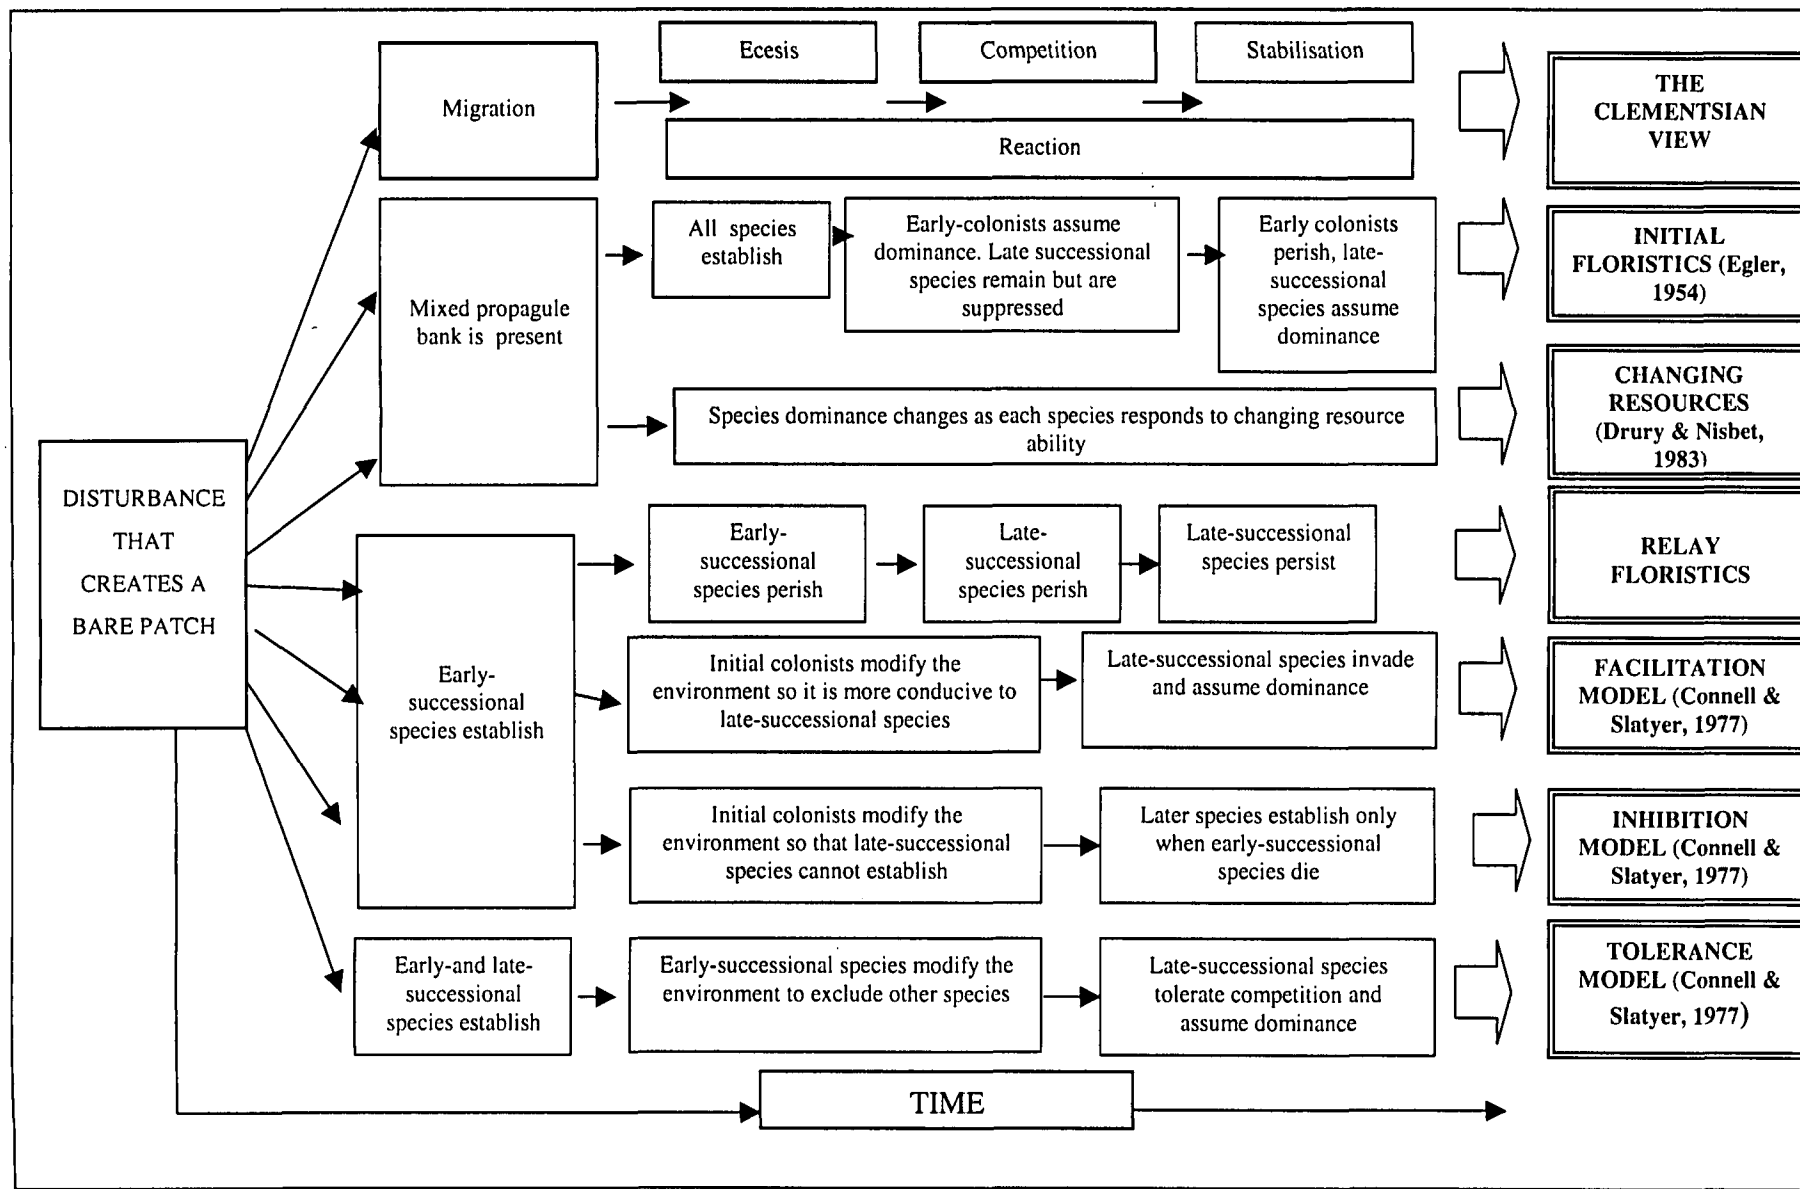 Ecesis
Competition
Stabilisation
Migration
Reaction
THE
CLEMENTSIAN
VIEW
Mixed propagule
bank is present
All species
establish
Early-colonists assume
dominance. Late successional
species remain but are
suppressed
Early colonists
perish, late-
successional
species assume
dominance
INITIAL
FLORISTICS (Egler,
1954)
Species dominance changes as each species responds to changing resource
ability
CHANGING
RESOURCES
(Drury & Nisbet,
1983)
DISTURBANCE
THAT
CREATES A
BARE PATCH
Early-
successional
species establish
Early-
successional
species perish
Late-
successional
species perish
Late-successional
species persist
RELAY
FLORISTICS
Initial colonists modify the
environment so it is more conducive to
late-successional species
Late-successional species invade
and assume dominance
FACILITATION
MODEL (Connell &
Slatyer, 1977)
Initial colonists modify the
environment so that late-successional
species cannot establish
Later species establish only
when early-successional
species die
INHIBITION
MODEL (Connell &
Slatyer, 1977)
Early-and late-
successional
species establish
Early-successional species modify the
environment to exclude other species
Late-successional species
tolerate competition and
assume dominance
TOLERANCE
MODEL (Connell &
Slatyer, 1977)
TIME